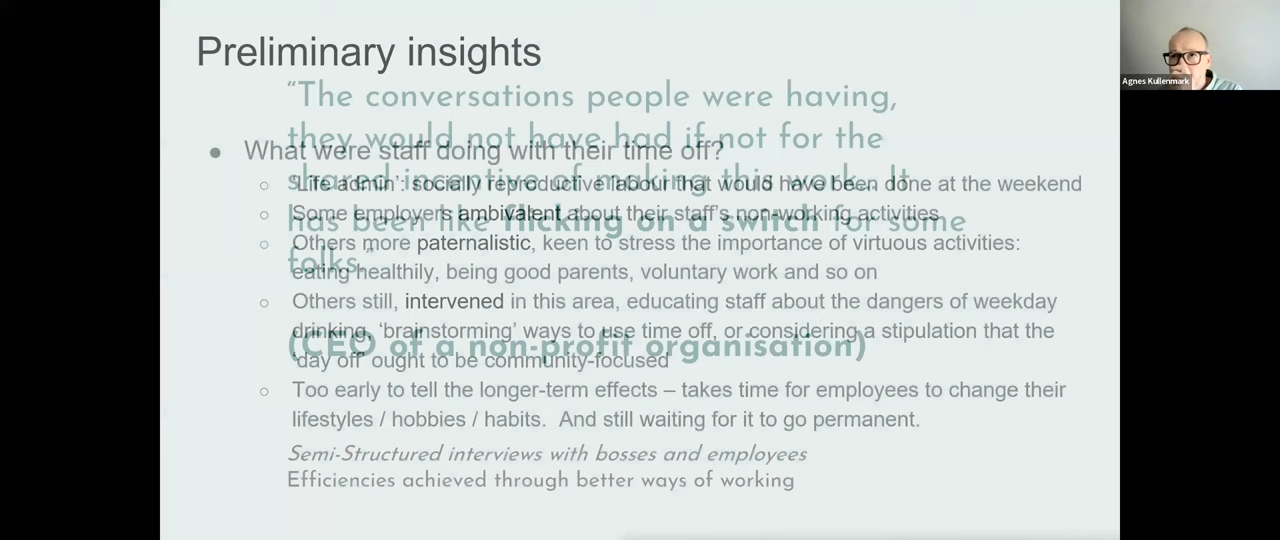 Preliminary insights
“The conversations people were having,
they would not have had if not for the
shared incentive of making this work. It
has been like flicking on a switch for some
folks.”
(CEO of a non-profit organisation)
Semi-Structured interviews with bosses and employees
Efficiencies achieved through better ways of working
● What were staff doing with their time off?
○ ‘Life admin’: socially reproductive labour that would have been done at the weekend
○ Some employers ambivalent about their staff’s non-working activities
○ Others more paternalistic, keen to stress the importance of virtuous activities:
eating healthily, being good parents, voluntary work and so on
○ Others still, intervened in this area, educating staff about the dangers of weekday
drinking, ‘brainstorming’ ways to use time off, or considering a stipulation that the
‘day off’ ought to be community-focused
○ Too early to tell the longer-term effects – takes time for employees to change their
lifestyles / hobbies / habits. And still waiting for it to go permanent.
Agnes Kullenmark